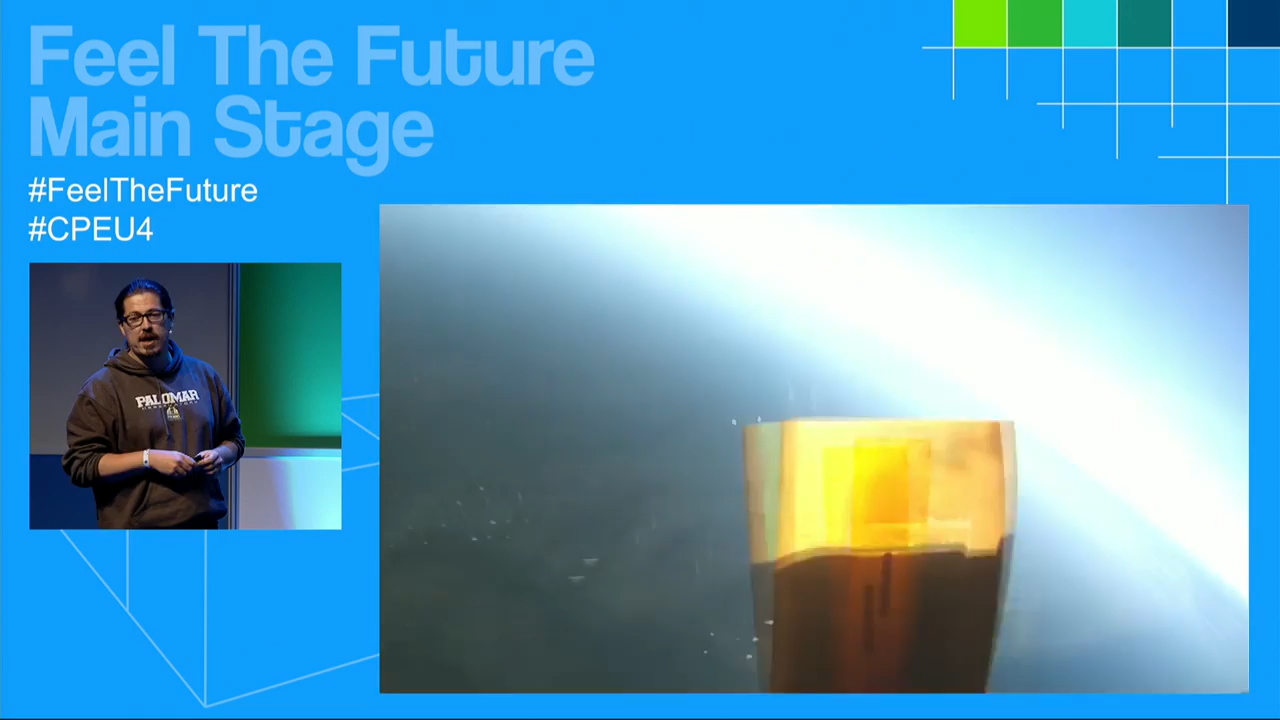 Feel The Future
Main Stage
#FeelTheFuture
#CPEU4
PALOMAR